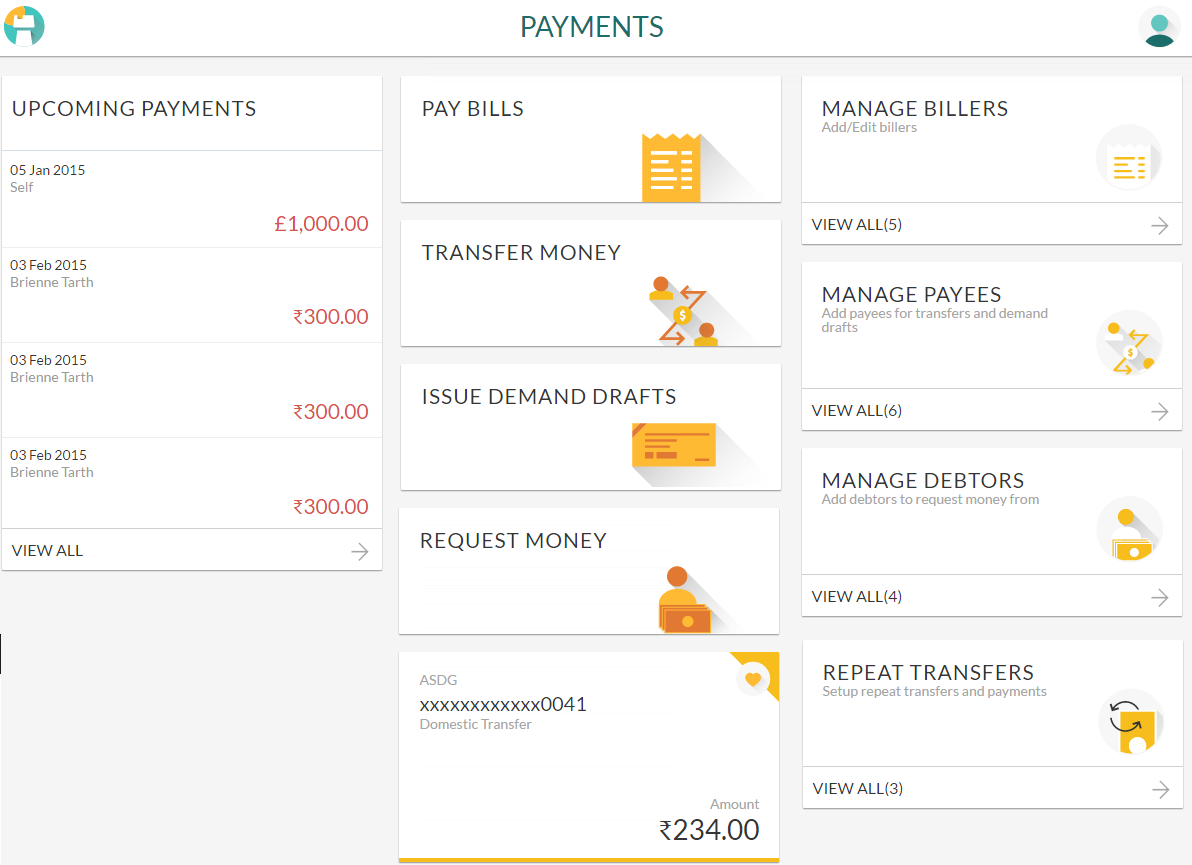 PAYMENTS
UPCOMING PAYMENTS
05 Jan 2015
Self
£1,000.00
03 Feb 2015
Brienne Tarth
₹300.00
03 Feb 2015
Brienne Tarth
₹300.00
03 Feb 2015
Brienne Tarth
₹300.00
VIEW ALL
PAY BILLS
TRANSFER MONEY
$
ISSUE DEMAND DRAFTS
REQUEST MONEY
ASDG
xxxxxxxxxxxx0041
Domestic Transfer
Amount
₹234.00
MANAGE BILLERS
Add/Edit billers
VIEW ALL(5)
MANAGE PAYEES
Add payees for transfers and demand
drafts
$
VIEW ALL(6)
MANAGE DEBTORS
Add debtors to request money from
VIEW ALL(4)
REPEAT TRANSFERS
Setup repeat transfers and payments
VIEW ALL(3)